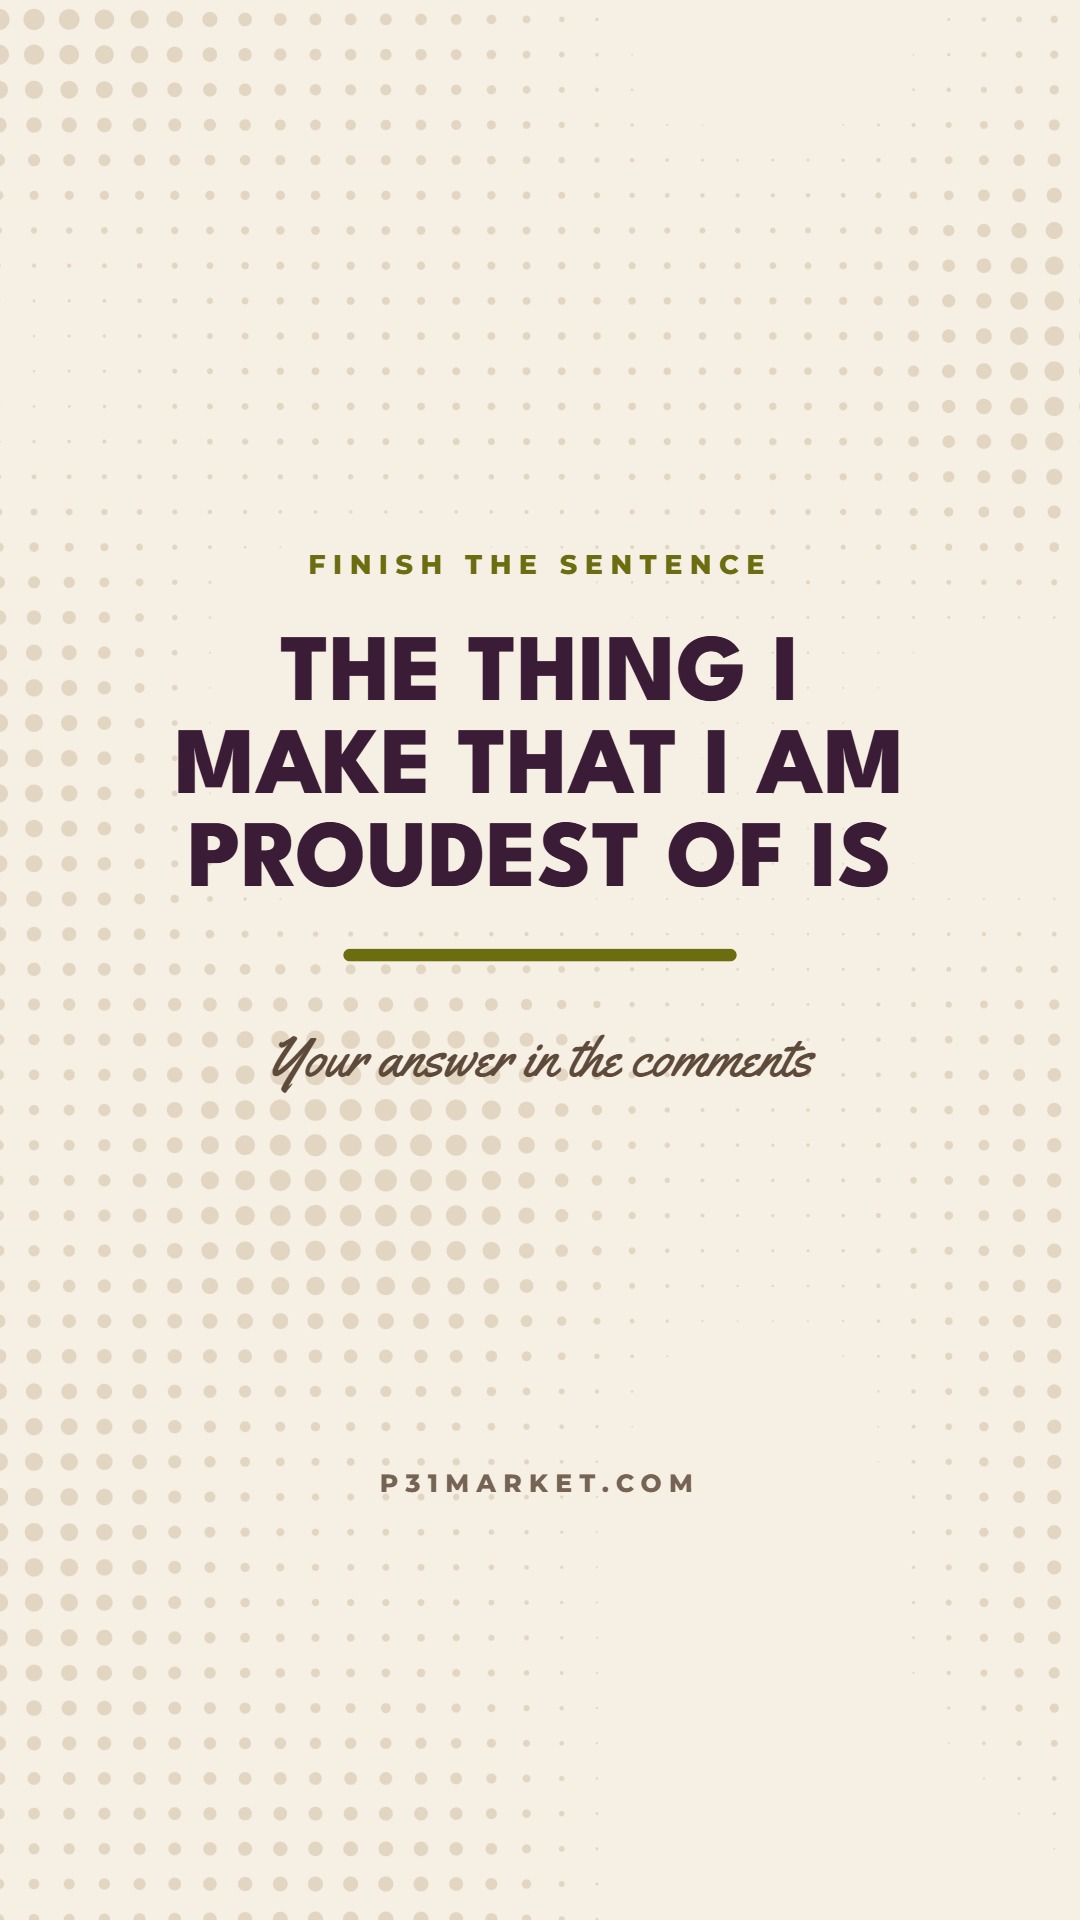 FINISH THE SENTENCE
THE THING I
MAKE THAT I AM
PROUDEST OF IS
Your answer in the comments
P31MARKET.COM